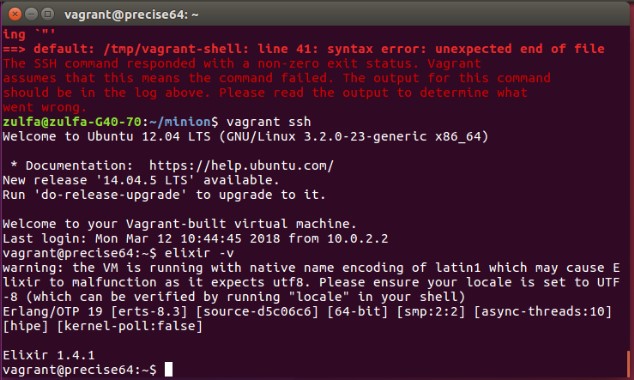 vagrant@precise64: ~
ing `"'
==> default: /tmp/vagrant-shell: line 41: syntax error: unexpected end of file
The SSH command responded with a non-zero exit status. Vagrant
assumes that this means the command failed. The output for this command
should be in the log above. Please read the output to determine what
went wrong.
zulfa@zulfa-G40-70:~/minion$ vagrant ssh
Welcome to Ubuntu 12.04 LTS (GNU/Linux 3.2.0-23-generic x86_64)
* Documentation:  https://help.ubuntu.com/
New release '14.04.5 LTS' available.
Run 'do-release-upgrade' to upgrade to it.
Welcome to your Vagrant-built virtual machine.
Last login: Mon Mar 12 10:44:45 2018 from 10.0.2.2
vagrant@precise64:~$ elixir -v
warning: the VM is running with native name encoding of latin1 which may cause E
lixir to malfunction as it expects utf8. Please ensure your locale is set to UTF
-8 (which can be verified by running "locale" in your shell)
Erlang/OTP 19 [erts-8.3] [source-d5c06c6] [64-bit] [smp:2:2] [async-threads:10]
[hipe] [kernel-poll:false]
Elixir 1.4.1
vagrant@precise64:~$